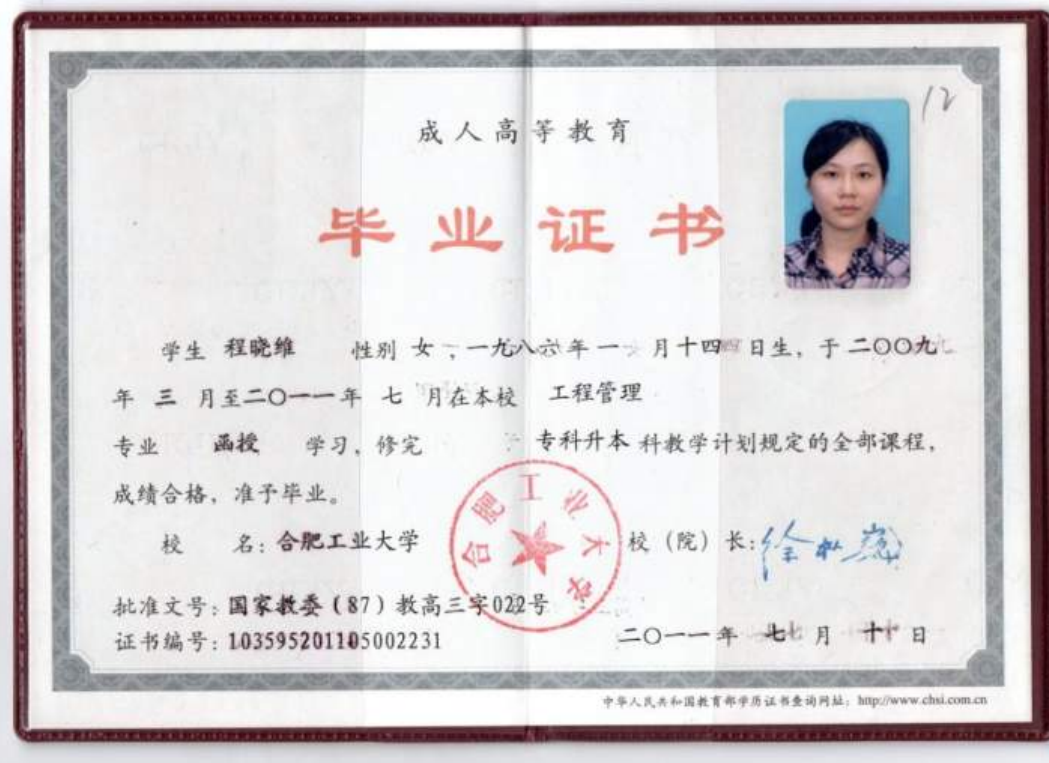 12
成人高等教育
毕业证书
学生 程晓维 性别 女，一九八六年一 月十四 日生，于二〇〇九
年 三 月至二〇一一年 七 月在本校 工程管理
专业 函授 学习，修完 专科升本 科教学计划规定的全部课程，
成绩合格，准予毕业。
校 名：合肥工业大学 校（院）长：
合肥工业大学
批准文号：国家教委（87）教高三字022号
证书编号：103595201105002231 二〇一一年 七 月 十 日
中华人民共和国教育部学历证书查询网址：http://www.chsi.com.cn